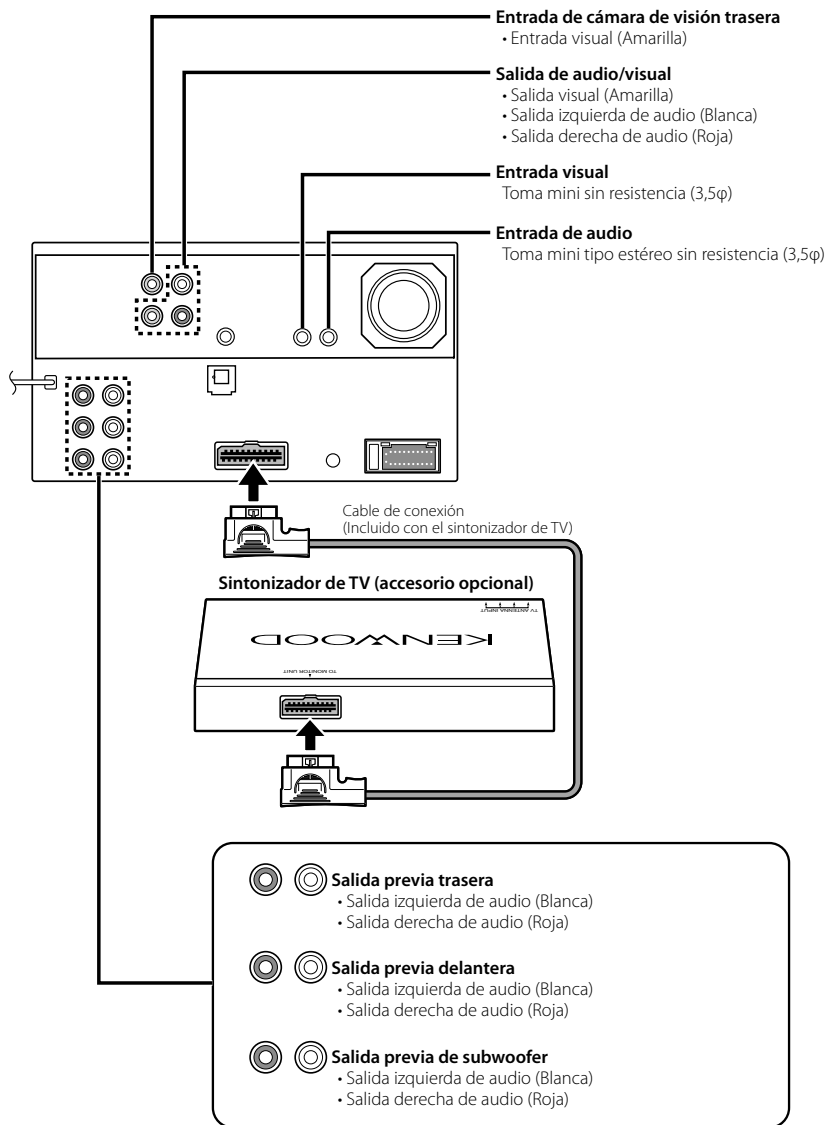 Entrada de cámara de visión trasera
• Entrada visual (Amarilla)
Salida de audio/visual
• Salida visual (Amarilla)
• Salida izquierda de audio (Blanca)
• Salida derecha de audio (Roja)
Entrada visual
Toma mini sin resistencia (3,5φ)
Entrada de audio
Toma mini tipo estéreo sin resistencia (3,5φ)
Cable de conexión
(Incluido con el sintonizador de TV)
Sintonizador de TV (accesorio opcional)
TV ANTENNA INPUT
KENWOOD
TO MONITOR UNIT
Salida previa trasera
• Salida izquierda de audio (Blanca)
• Salida derecha de audio (Roja)
Salida previa delantera
• Salida izquierda de audio (Blanca)
• Salida derecha de audio (Roja)
Salida previa de subwoofer
• Salida izquierda de audio (Blanca)
• Salida derecha de audio (Roja)